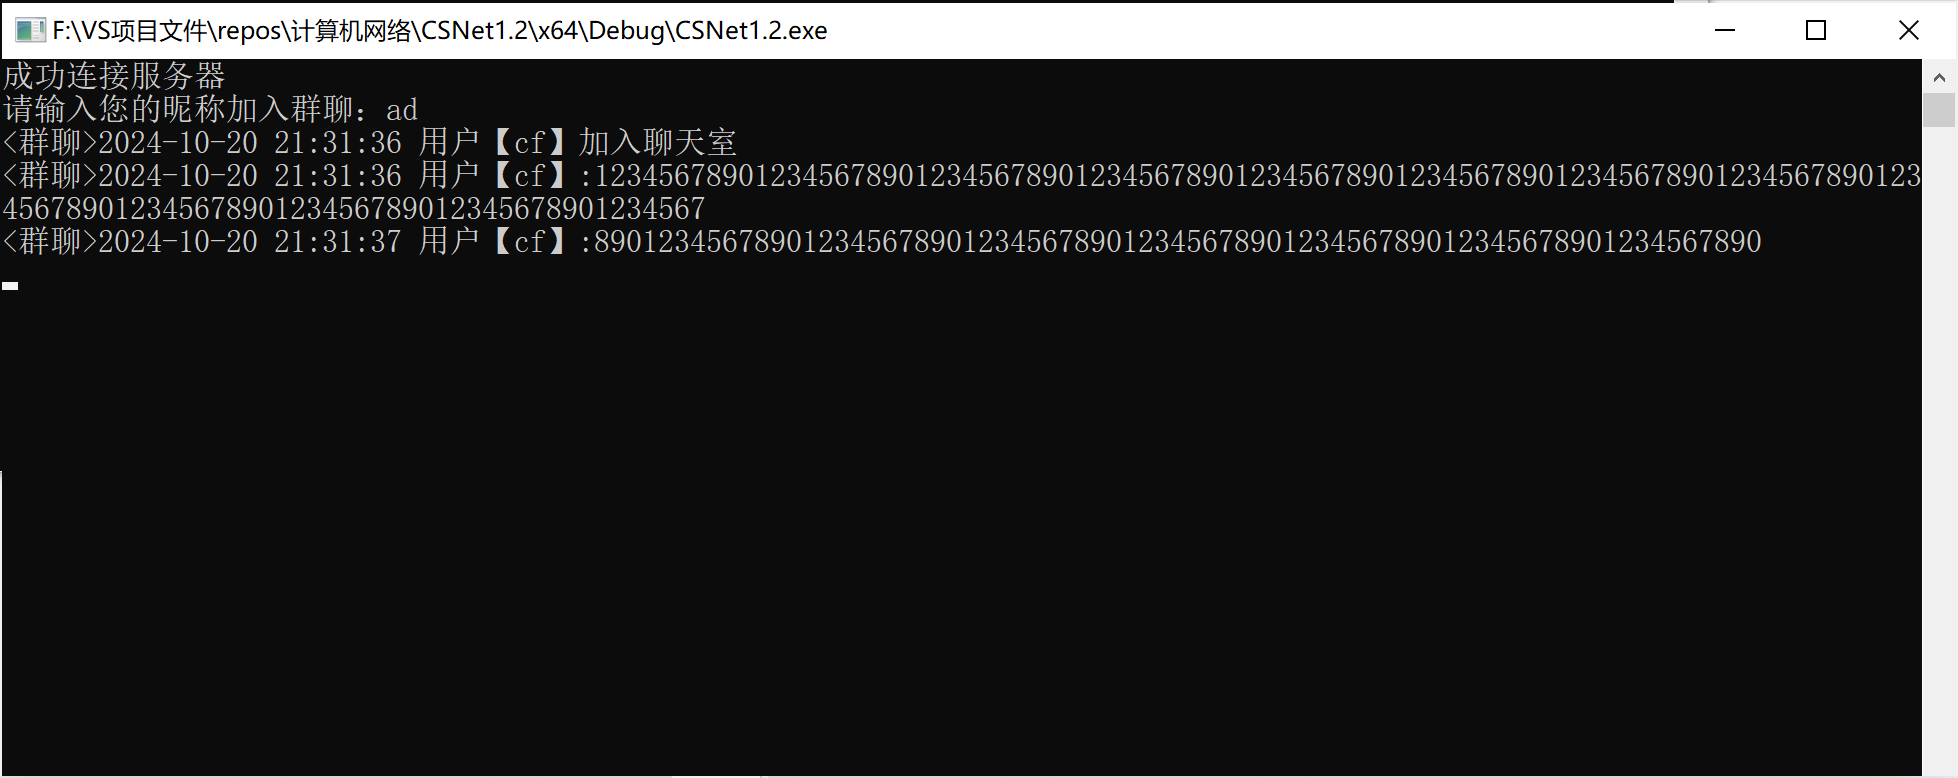 F:\VS项目文件\repos\计算机网络\CSNet1.2\x64\Debug\CSNet1.2.exe
成功连接服务器
请输入您的昵称加入群聊：ad
<群聊>2024-10-20 21:31:36 用户【cf】加入聊天室
<群聊>2024-10-20 21:31:36 用户【cf】:12345678901234567890123456789012345678901234567890123456789012345678901234567890123
45678901234567890123456789012345678901234567
<群聊>2024-10-20 21:31:37 用户【cf】:8901234567890123456789012345678901234567890123456789012345678901234567890